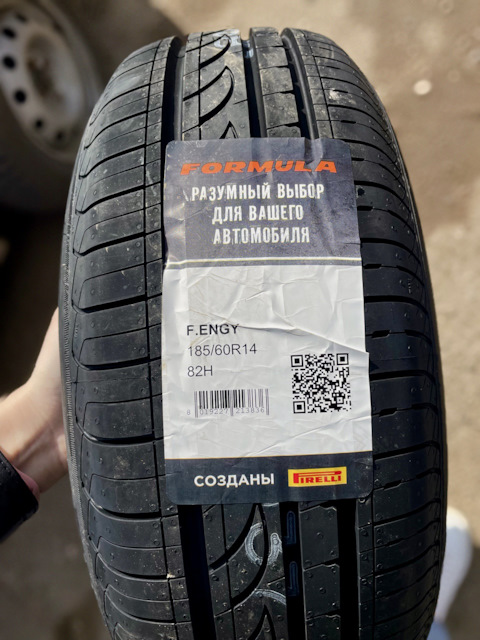 FORMULA
РАЗУМНЫЙ ВЫБОР
ДЛЯ ВАШЕГО
АВТОМОБИЛЯ
F.ENGY
185/60R14
82H
СОЗДАНЫ PIRELLI